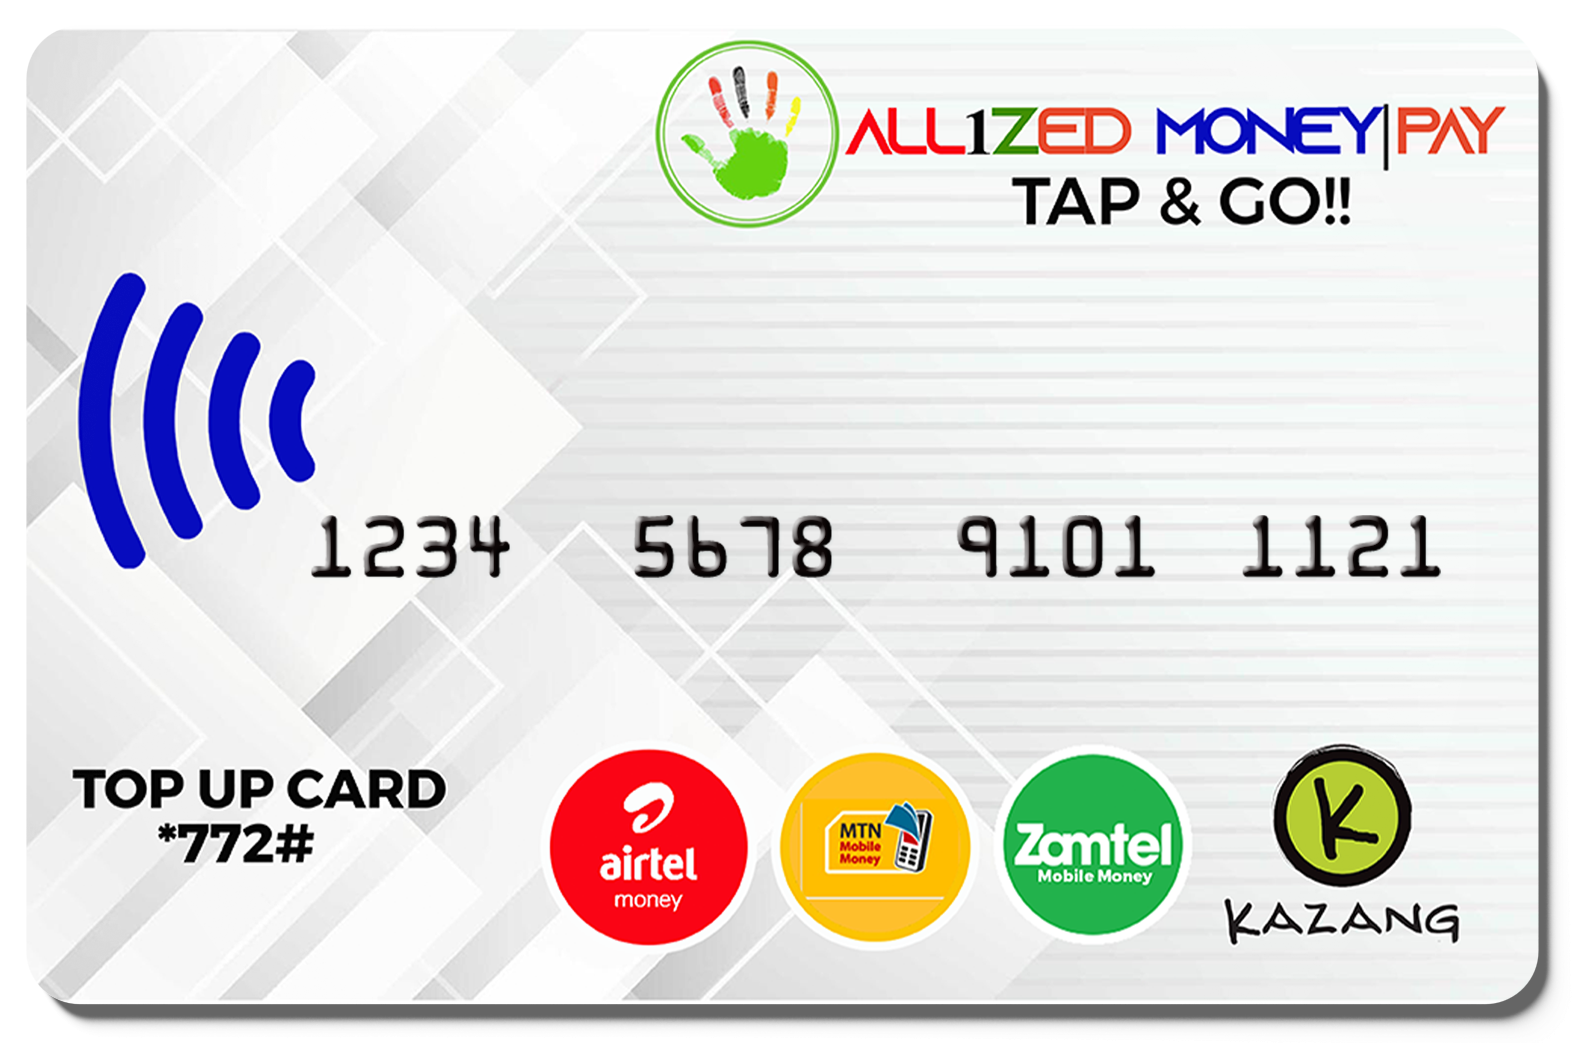 ALL1ZED MONEY|PAY
TAP & GO!!
1234 5678 9101 1121
TOP UP CARD
*772#
airtel
money
MTN
Mobile
Money
Zamtel
Mobile Money
K
KAZANG